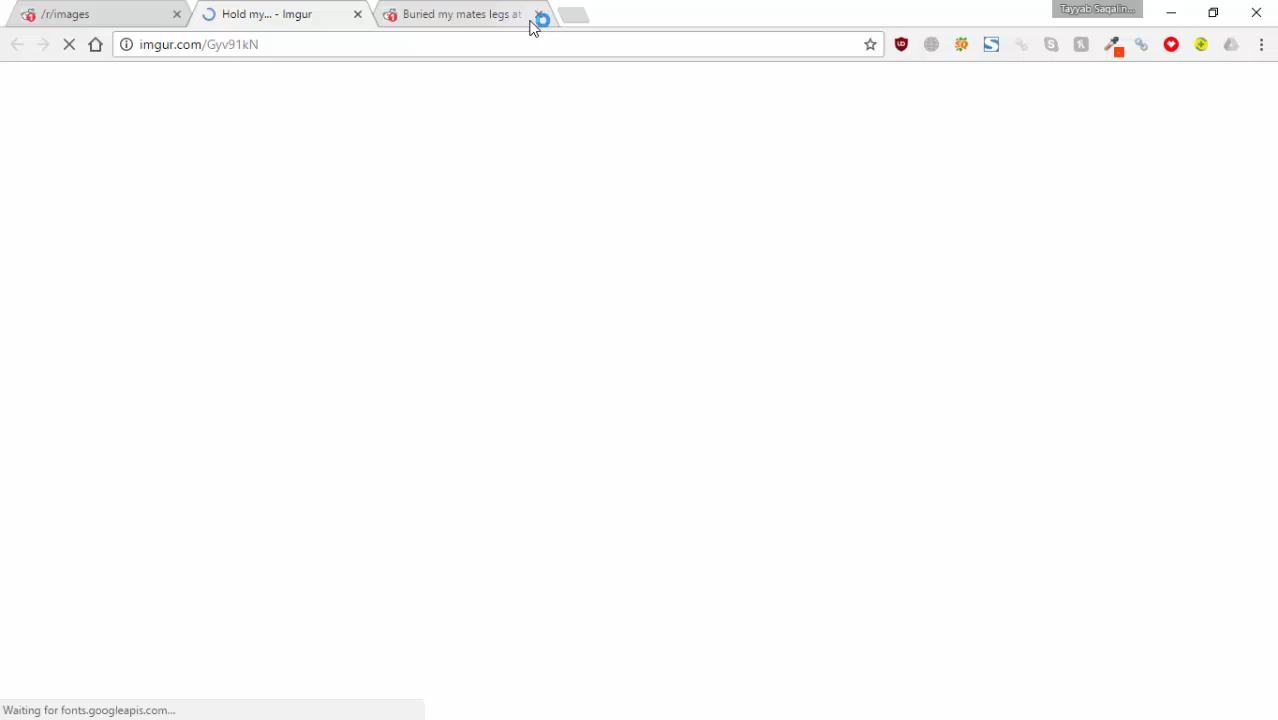 /r/images
Hold my... - Imgur
Buried my mates legs at
Tayyab Saqalin...
imgur.com/Gyv91kN
Waiting for fonts.googleapis.com...